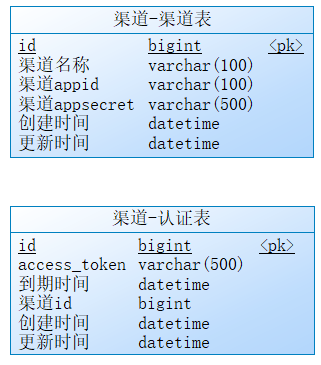 渠道-渠道表
id bigint <pk>
渠道名称 varchar(100)
渠道appid varchar(100)
渠道appsecret varchar(500)
创建时间 datetime
更新时间 datetime
渠道-认证表
id bigint <pk>
access_token varchar(500)
到期时间 datetime
渠道id bigint
创建时间 datetime
更新时间 datetime